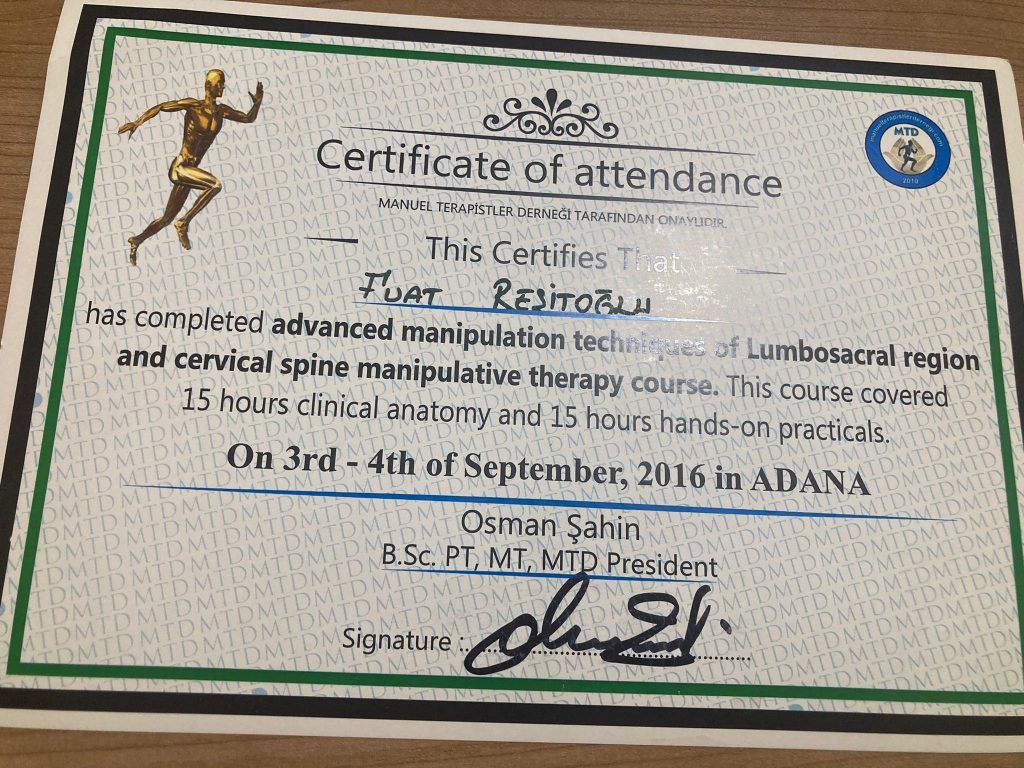 Certificate of attendance
MANUEL TERAPİSTLER DERNEĞİ TARAFINDAN ONAYLIDIR.
MTD
2010
This Certifies That
FUAT REŞİTOĞLU
has completed advanced manipulation techniques of Lumbosacral region
and cervical spine manipulative therapy course. This course covered
15 hours clinical anatomy and 15 hours hands-on practicals.
On 3rd - 4th of September, 2016 in ADANA
Osman Şahin
B.Sc. PT, MT, MTD President
Signature :